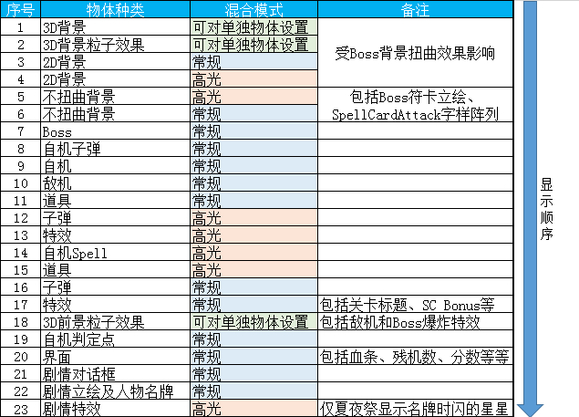 序号 物体种类 混合模式 备注
1 3D背景 可对单独物体设置
2 3D背景粒子效果 可对单独物体设置
受Boss背景扭曲效果影响
3 2D背景 常规
4 2D背景 高光
5 不扭曲背景 高光 包括Boss符卡立绘、
6 不扭曲背景 常规 SpellCardAttack字样阵列
7 Boss 常规
8 自机子弹 常规
9 自机 常规
10 敌机 常规
11 道具 常规
12 子弹 高光
13 特效 高光
14 自机Spell 高光
15 道具 高光
16 子弹 常规
17 特效 常规 包括关卡标题、SC Bonus等
18 3D前景粒子效果 可对单独物体设置 包括敌机和Boss爆炸特效
19 自机判定点 常规
20 界面 常规 包括血条、残机数、分数等等
21 剧情对话框 常规
22 剧情立绘及人物名牌 常规
23 剧情特效 高光 仅夏夜祭显示名牌时闪的星星
显示顺序